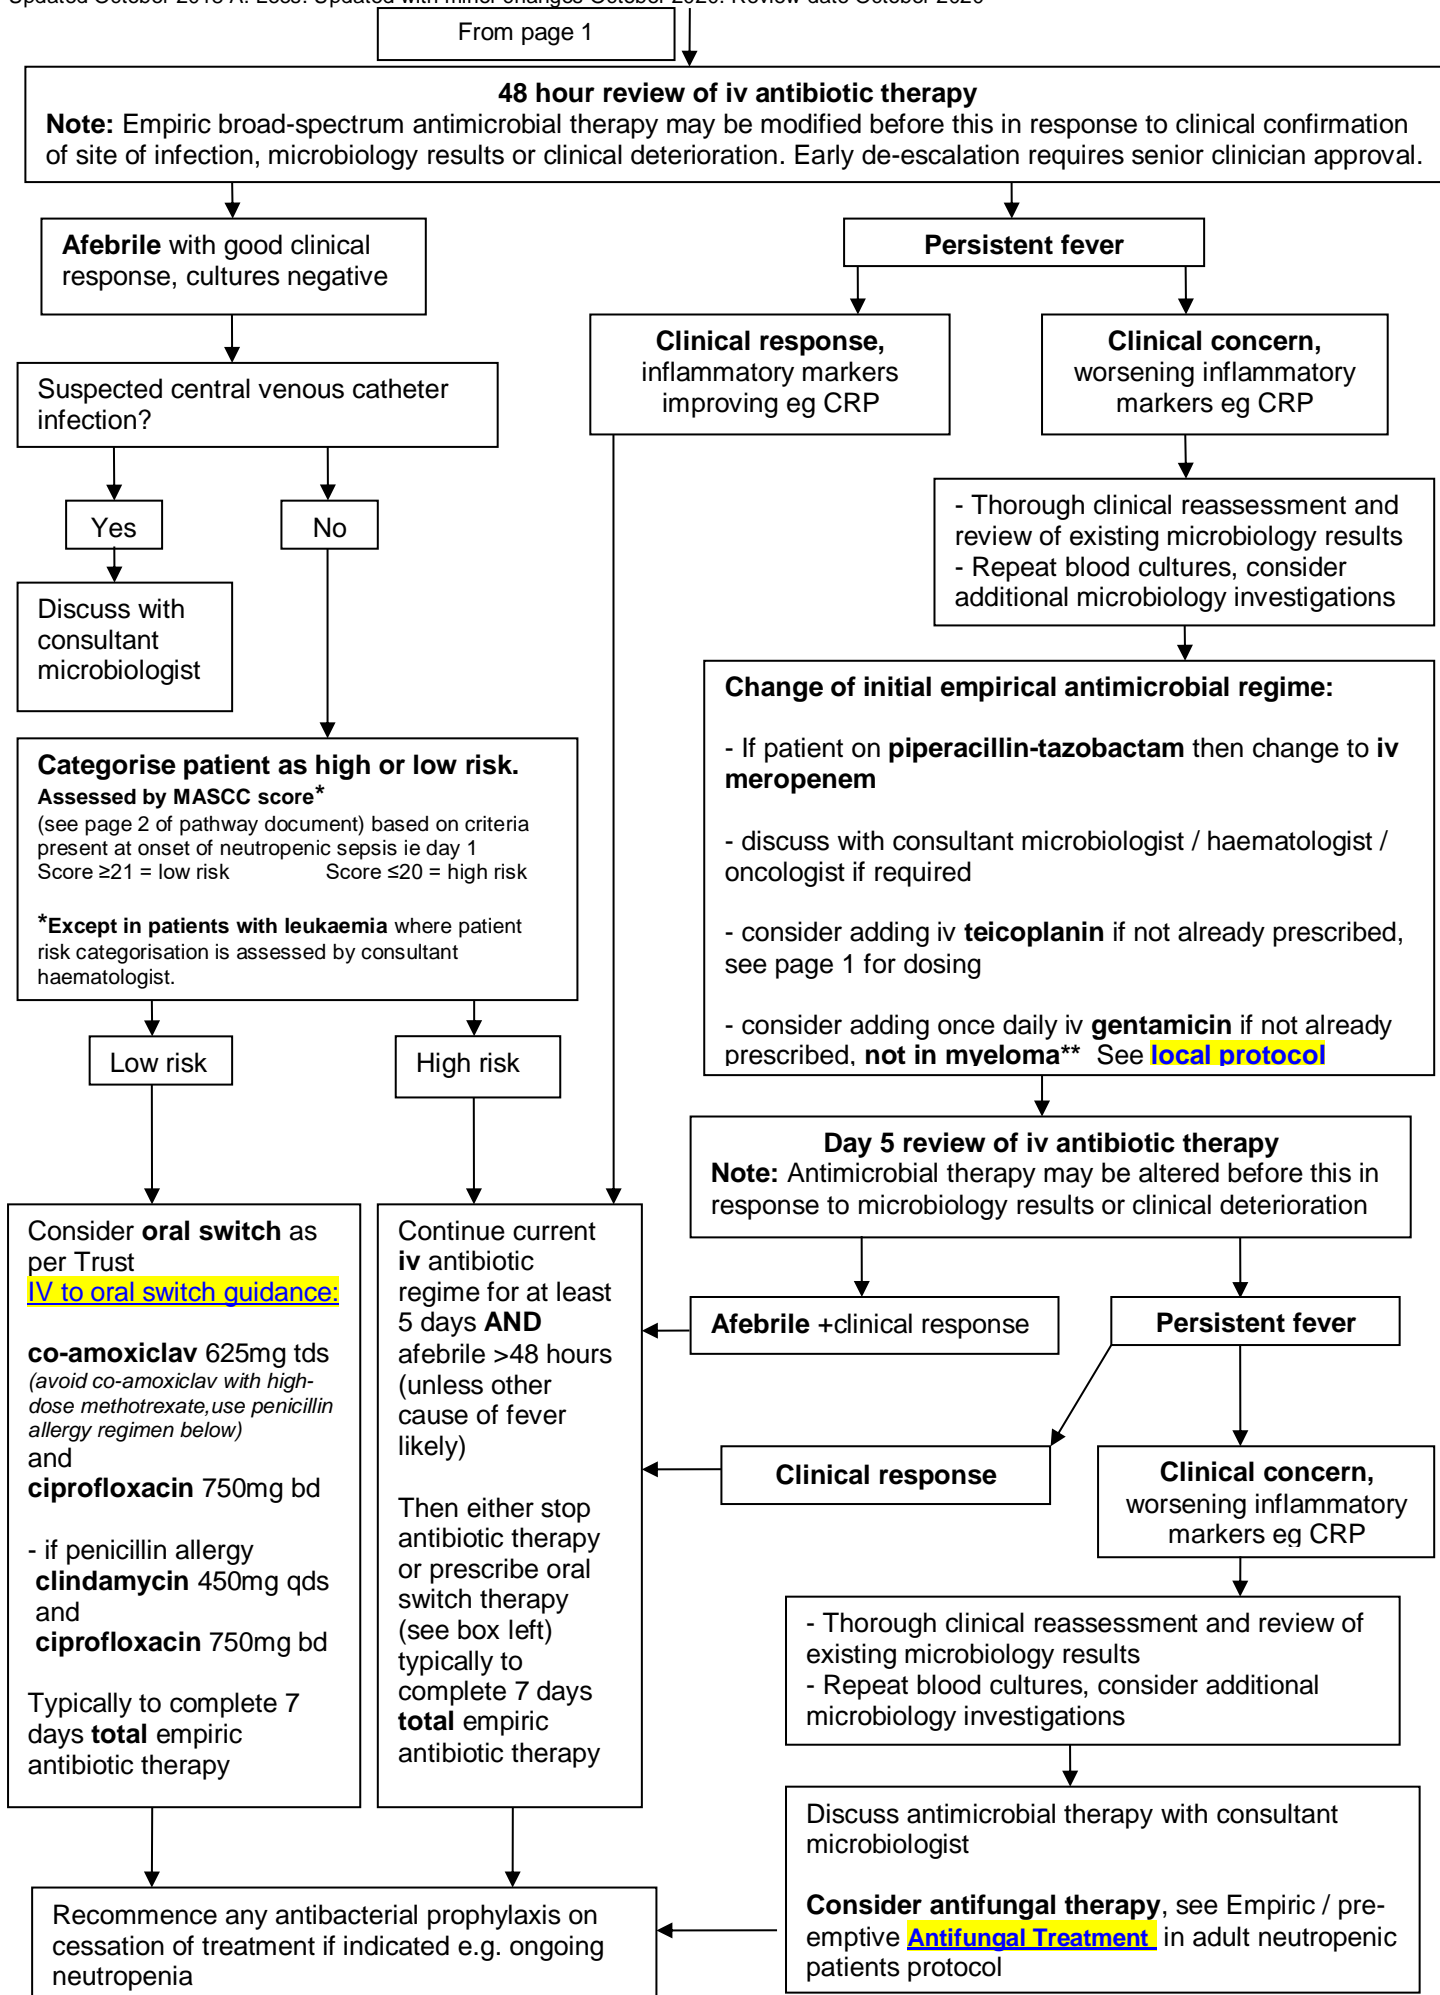 Updated October 2018 A. Less. Updated with minor changes October 2020. Review date October 2020
From page 1
48 hour review of iv antibiotic therapy
Note: Empiric broad-spectrum antimicrobial therapy may be modified before this in response to clinical confirmation
of site of infection, microbiology results or clinical deterioration. Early de-escalation requires senior clinician approval.
Afebrile with good clinical
response, cultures negative
Persistent fever
Suspected central venous catheter
infection?
Clinical response,
inflammatory markers
improving eg CRP
Clinical concern,
worsening inflammatory
markers eg CRP
Yes
No
- Thorough clinical reassessment and
review of existing microbiology results
- Repeat blood cultures, consider
additional microbiology investigations
Discuss with
consultant
microbiologist
Change of initial empirical antimicrobial regime:
- If patient on piperacillin-tazobactam then change to iv
meropenem
- discuss with consultant microbiologist / haematologist /
oncologist if required
- consider adding iv teicoplanin if not already prescribed,
see page 1 for dosing
- consider adding once daily iv gentamicin if not already
prescribed, not in myeloma** See local protocol
Categorise patient as high or low risk.
Assessed by MASCC score*
(see page 2 of pathway document) based on criteria
present at onset of neutropenic sepsis ie day 1
Score ≥21 = low risk Score ≤20 = high risk
*Except in patients with leukaemia where patient
risk categorisation is assessed by consultant
haematologist.
Low risk
High risk
Day 5 review of iv antibiotic therapy
Note: Antimicrobial therapy may be altered before this in
response to microbiology results or clinical deterioration
Consider oral switch as
per Trust
IV to oral switch guidance:
co-amoxiclav 625mg tds
(avoid co-amoxiclav with high-
dose methotrexate,use penicillin
allergy regimen below)
and
ciprofloxacin 750mg bd
- if penicillin allergy
clindamycin 450mg qds
and
ciprofloxacin 750mg bd
Typically to complete 7
days total empiric
antibiotic therapy
Continue current
iv antibiotic
regime for at least
5 days AND
afebrile >48 hours
(unless other
cause of fever
likely)
Then either stop
antibiotic therapy
or prescribe oral
switch therapy
(see box left)
typically to
complete 7 days
total empiric
antibiotic therapy
Afebrile +clinical response
Persistent fever
Clinical response
Clinical concern,
worsening inflammatory
markers eg CRP
- Thorough clinical reassessment and review of
existing microbiology results
- Repeat blood cultures, consider additional
microbiology investigations
Discuss antimicrobial therapy with consultant
microbiologist
Consider antifungal therapy, see Empiric / pre-
emptive Antifungal Treatment in adult neutropenic
patients protocol
Recommence any antibacterial prophylaxis on
cessation of treatment if indicated e.g. ongoing
neutropenia